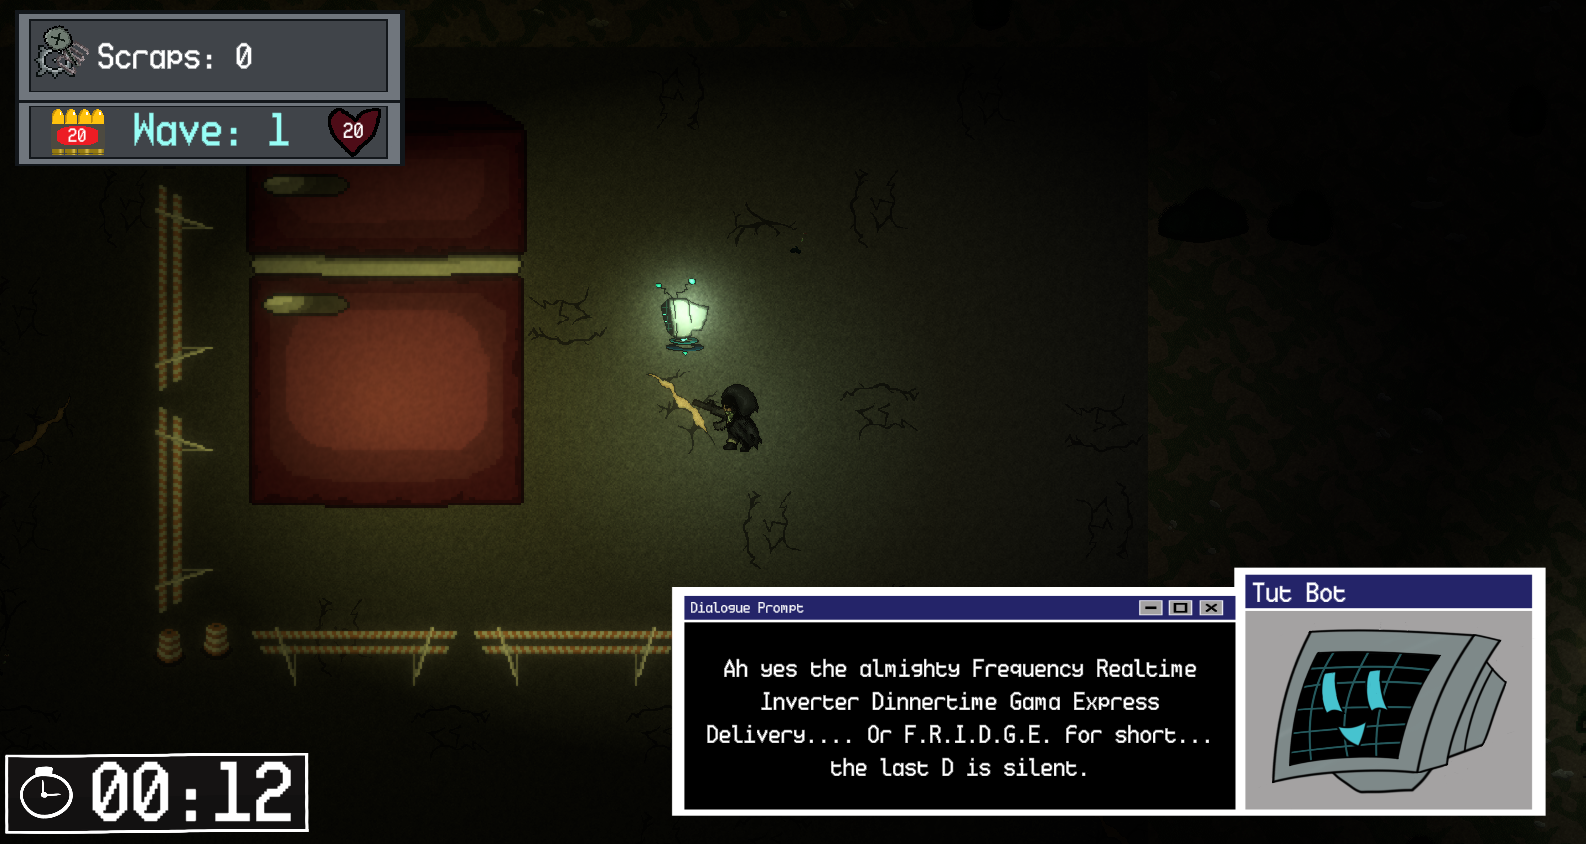 Scraps: 0
20
Wave: 1
20
Tut Bot
Dialogue Prompt
Ah yes the almighty Frequency Realtime
Inverter Dinnertime Gama Express
Delivery.... Or F.R.I.D.G.E. for short...
the last D is silent.
00:12